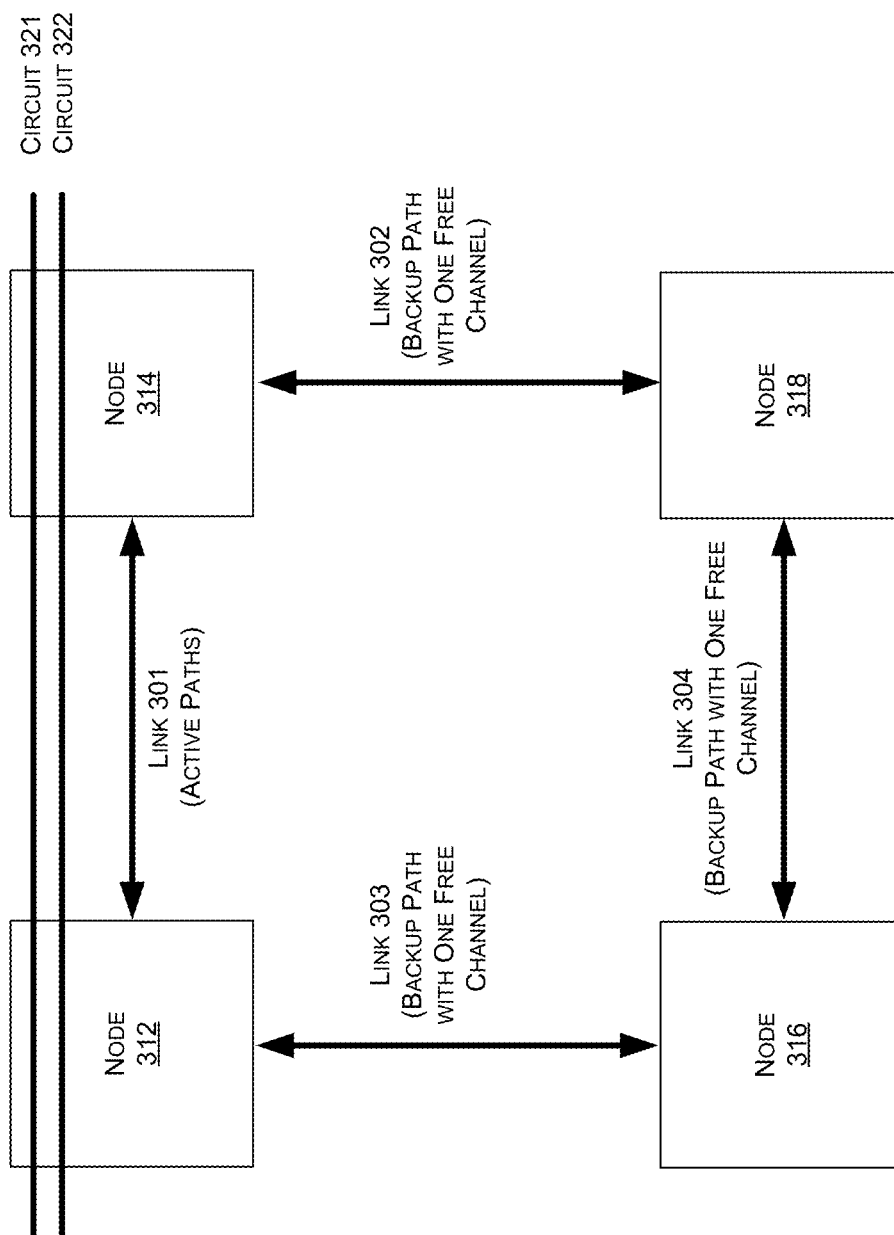 CIRCUIT 321
CIRCUIT 322
NODE
312
LINK 301
(ACTIVE PATHS)
NODE
314
LINK 303
(BACKUP PATH
WITH ONE FREE
CHANNEL)
LINK 302
(BACKUP PATH
WITH ONE FREE
CHANNEL)
NODE
316
LINK 304
(BACKUP PATH WITH ONE FREE
CHANNEL)
NODE
318